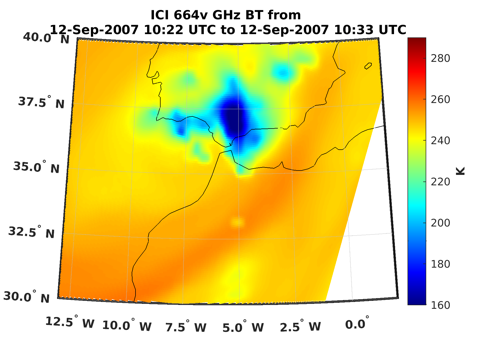 ICI 664v GHz BT from
12-Sep-2007 10:22 UTC to 12-Sep-2007 10:33 UTC
40.0° N
37.5° N
35.0° N
32.5° N
30.0° N
12.5° W 10.0° W 7.5° W 5.0° W 2.5° W 0.0°
280
260
240
220
200
180
160
K